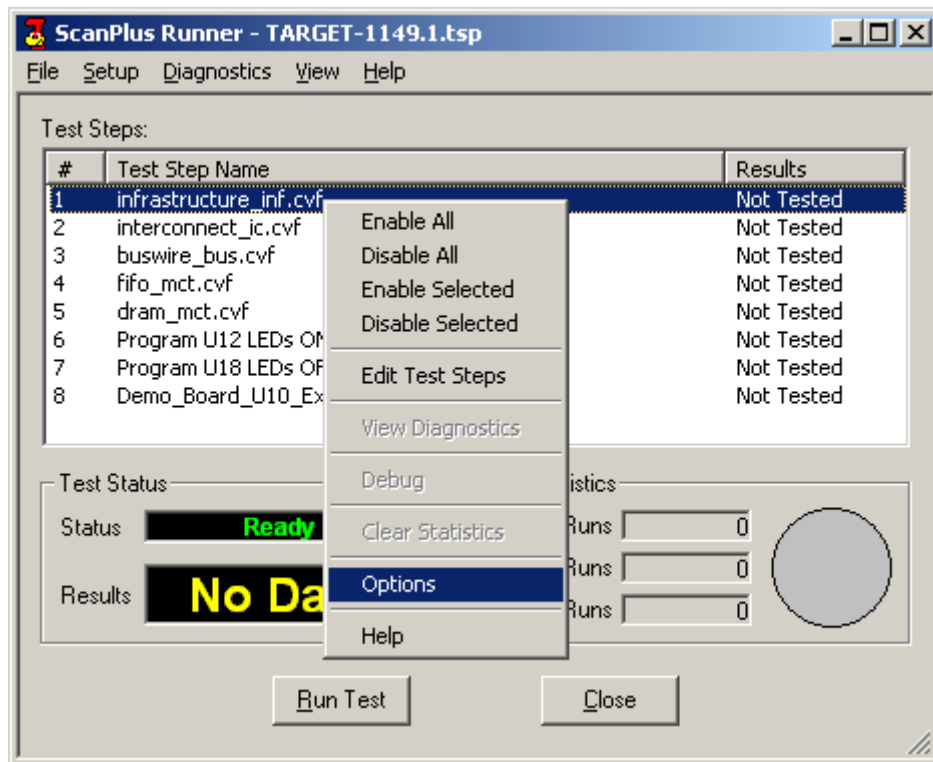 ScanPlus Runner - TARGET-1149.1.tsp
File Setup Diagnostics View Help
Test Steps:
# Test Step Name Results
1 infrastructure_inf.cvf Not Tested
2 interconnect_ic.cvf Not Tested
3 buswire_bus.cvf Not Tested
4 fifo_mct.cvf Not Tested
5 dram_mct.cvf Not Tested
6 Program U12 LEDs Not Tested
7 Program U18 LEDs Not Tested
8 Demo_Board_U10_Ex Not Tested
Enable All
Disable All
Enable Selected
Disable Selected
Edit Test Steps
View Diagnostics
Debug
Clear Statistics
Options
Help
Test Status
Status Ready
Results No Da
istics
Runs 0
Runs 0
Runs 0
Run Test Close